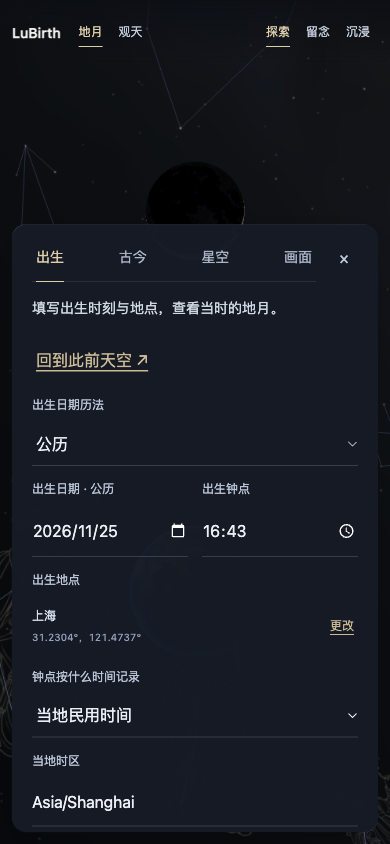 LuBirth 地月 观天 探索 留念 沉浸
出生 古今 星空 画面 ×
填写出生时刻与地点，查看当时的地月。
回到此前天空 ↗
出生日期历法
公历
出生日期 · 公历 出生钟点
2026/11/25 16:43
出生地点
上海
31.2304°, 121.4737°
更改
钟点按什么时间记录
当地民用时间
当地时区
Asia/Shanghai